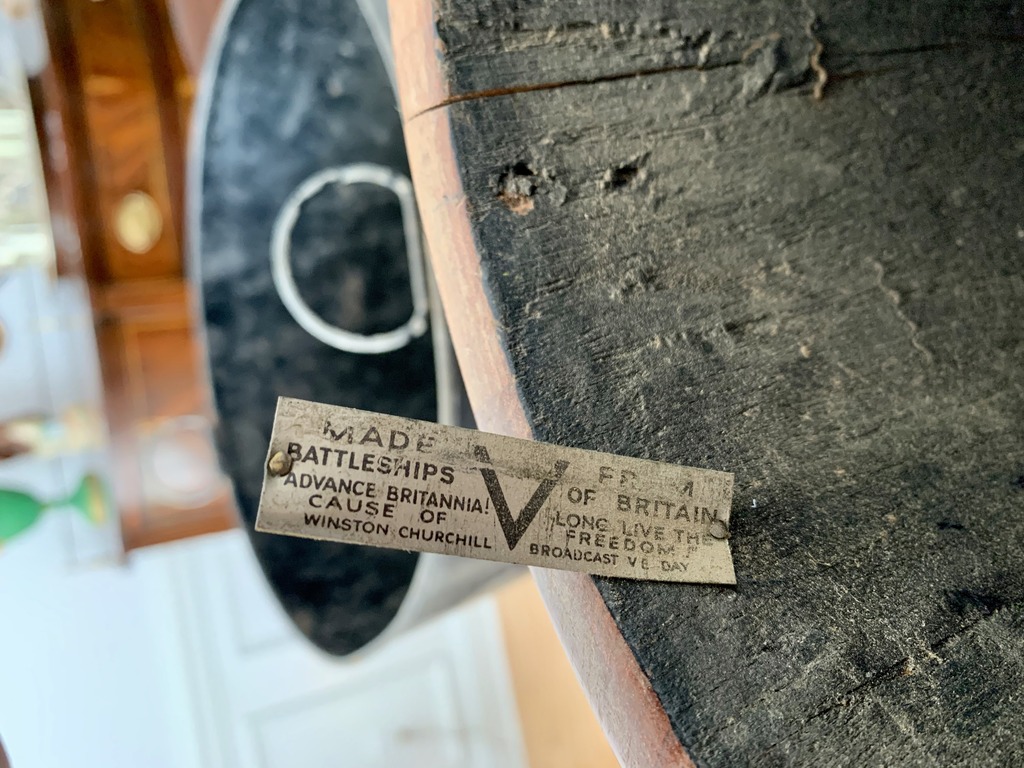 MADE V
BATTLESHIPS OF BRITAIN
ADVANCE BRITANNIA! LONG LIVE THE
CAUSE OF FREEDOM
WINSTON CHURCHILL BROADCAST VE DAY